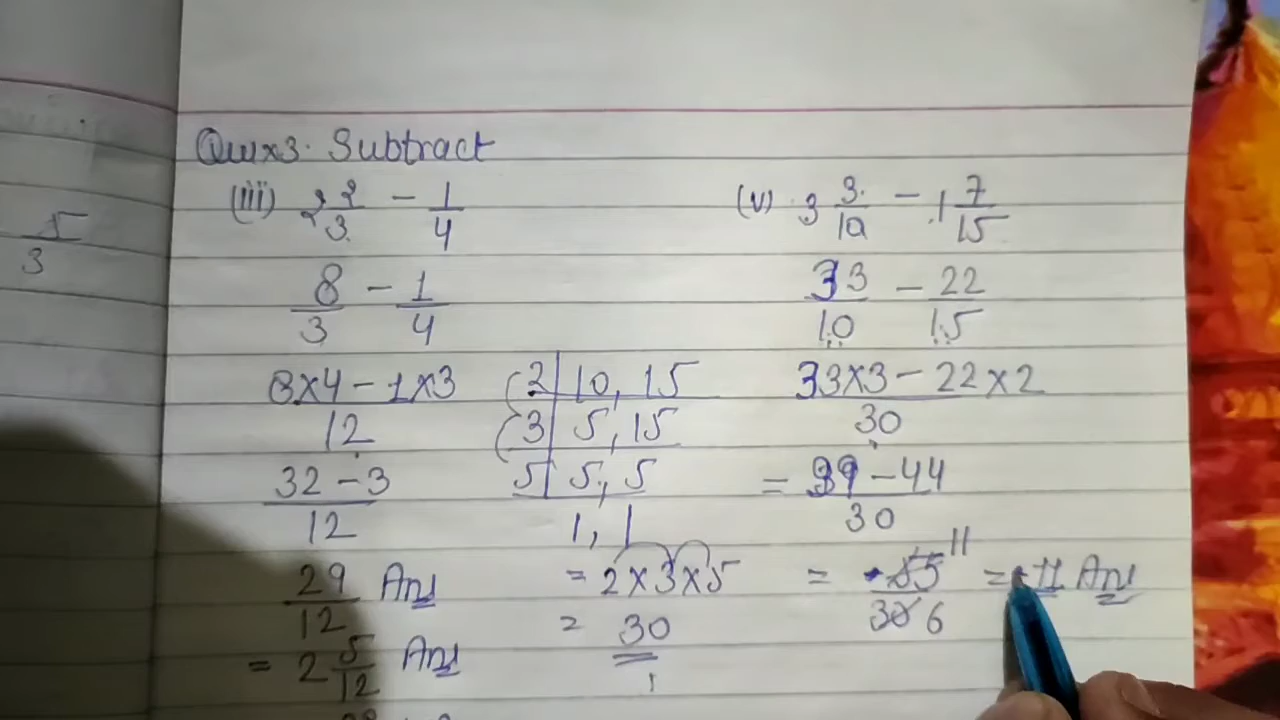 Qux3. Subtract
(iii) 2 2/3 - 1/4
8/3 - 1/4
8x4 - 1x3 / 12
32 - 3 / 12
29/12 Ans
= 2 5/12 Ans
2 | 10, 15
3 | 5, 15
5 | 5, 5
1, 1
= 2x3x5
= 30
(v) 3 3/10 - 1 7/15
33/10 - 22/15
33x3 - 22x2 / 30
= 99 - 44 / 30
= 55/30 11 6 = 11 Ans
5/3